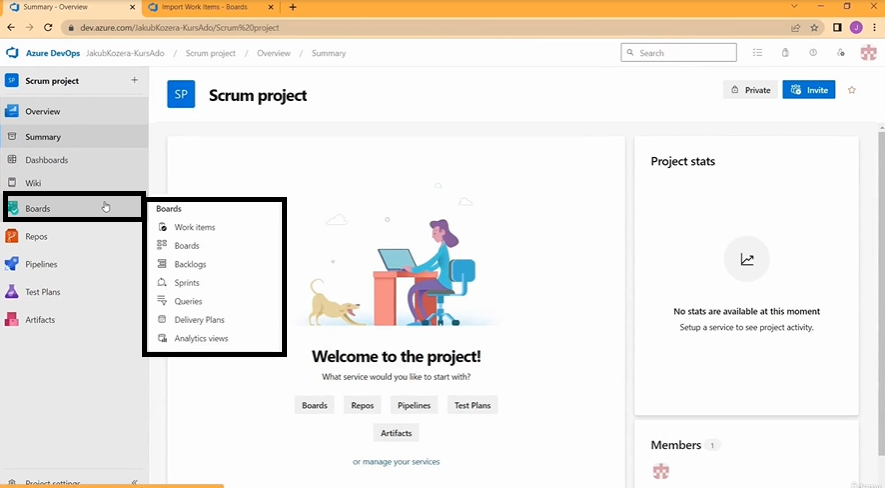 Summary - Overview
Import Work Items - Boards
dev.azure.com/JakubKozera-KursAdo/Scrum%20project
J
Azure DevOps
JakubKozera-KursAdo / Scrum project / Overview / Summary
Search
SP
Scrum project
Overview
Summary
Dashboards
Wiki
Boards
Repos
Pipelines
Test Plans
Artifacts
Project settings
Boards
Work items
Boards
Backlogs
Sprints
Queries
Delivery Plans
Analytics views
SP
Scrum project
Private
Invite
Welcome to the project!
What service would you like to start with?
Boards Repos Pipelines Test Plans
Artifacts
or manage your services
Project stats
No stats are available at this moment
Setup a service to see project activity.
Members 1